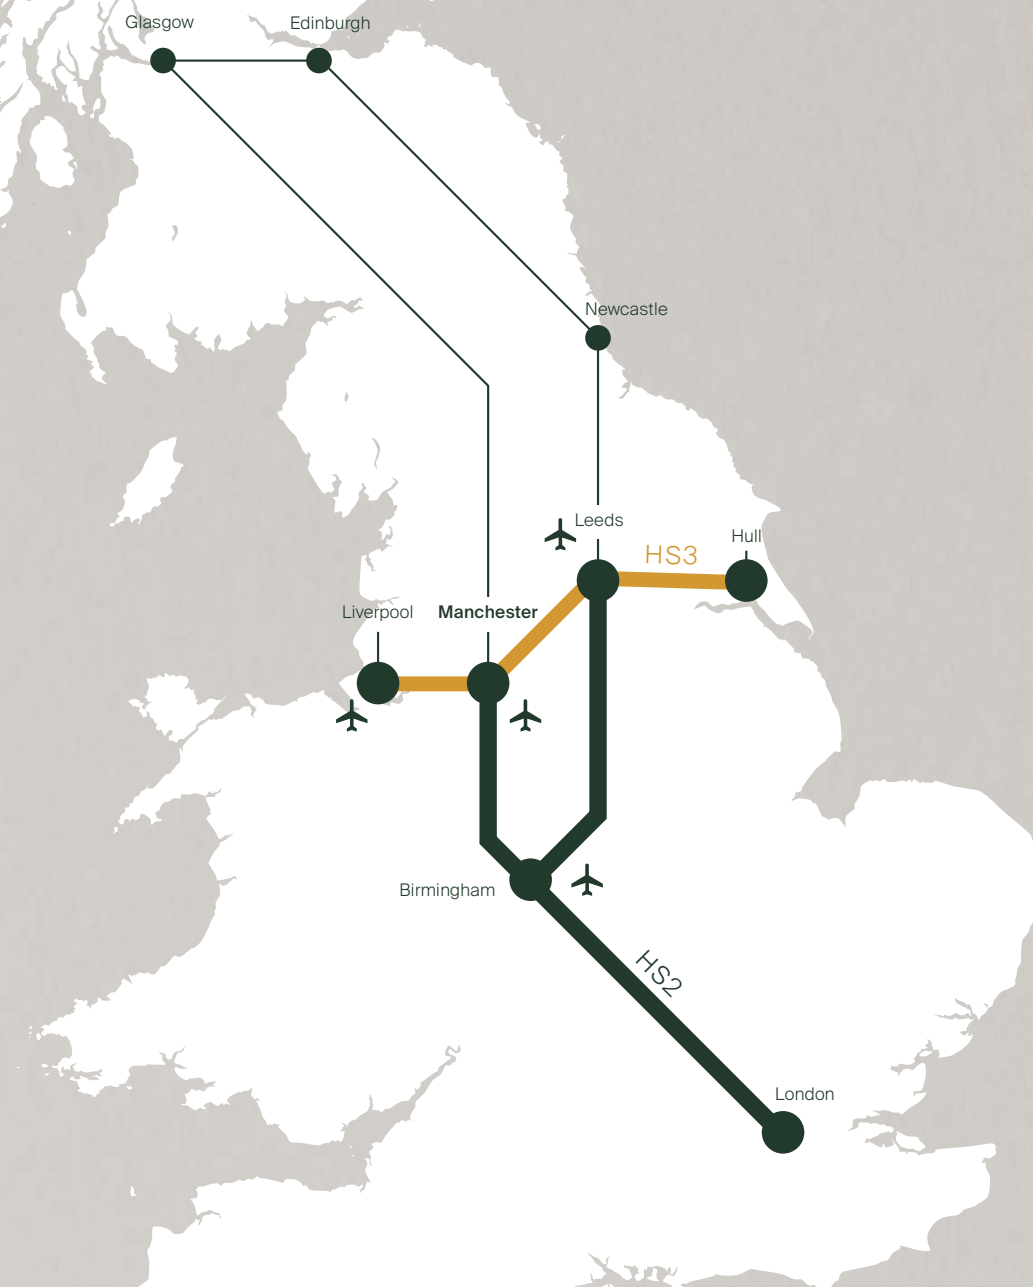 Glasgow
Edinburgh
Newcastle
Leeds
Hull
HS3
Liverpool
Manchester
Birmingham
HS2
London